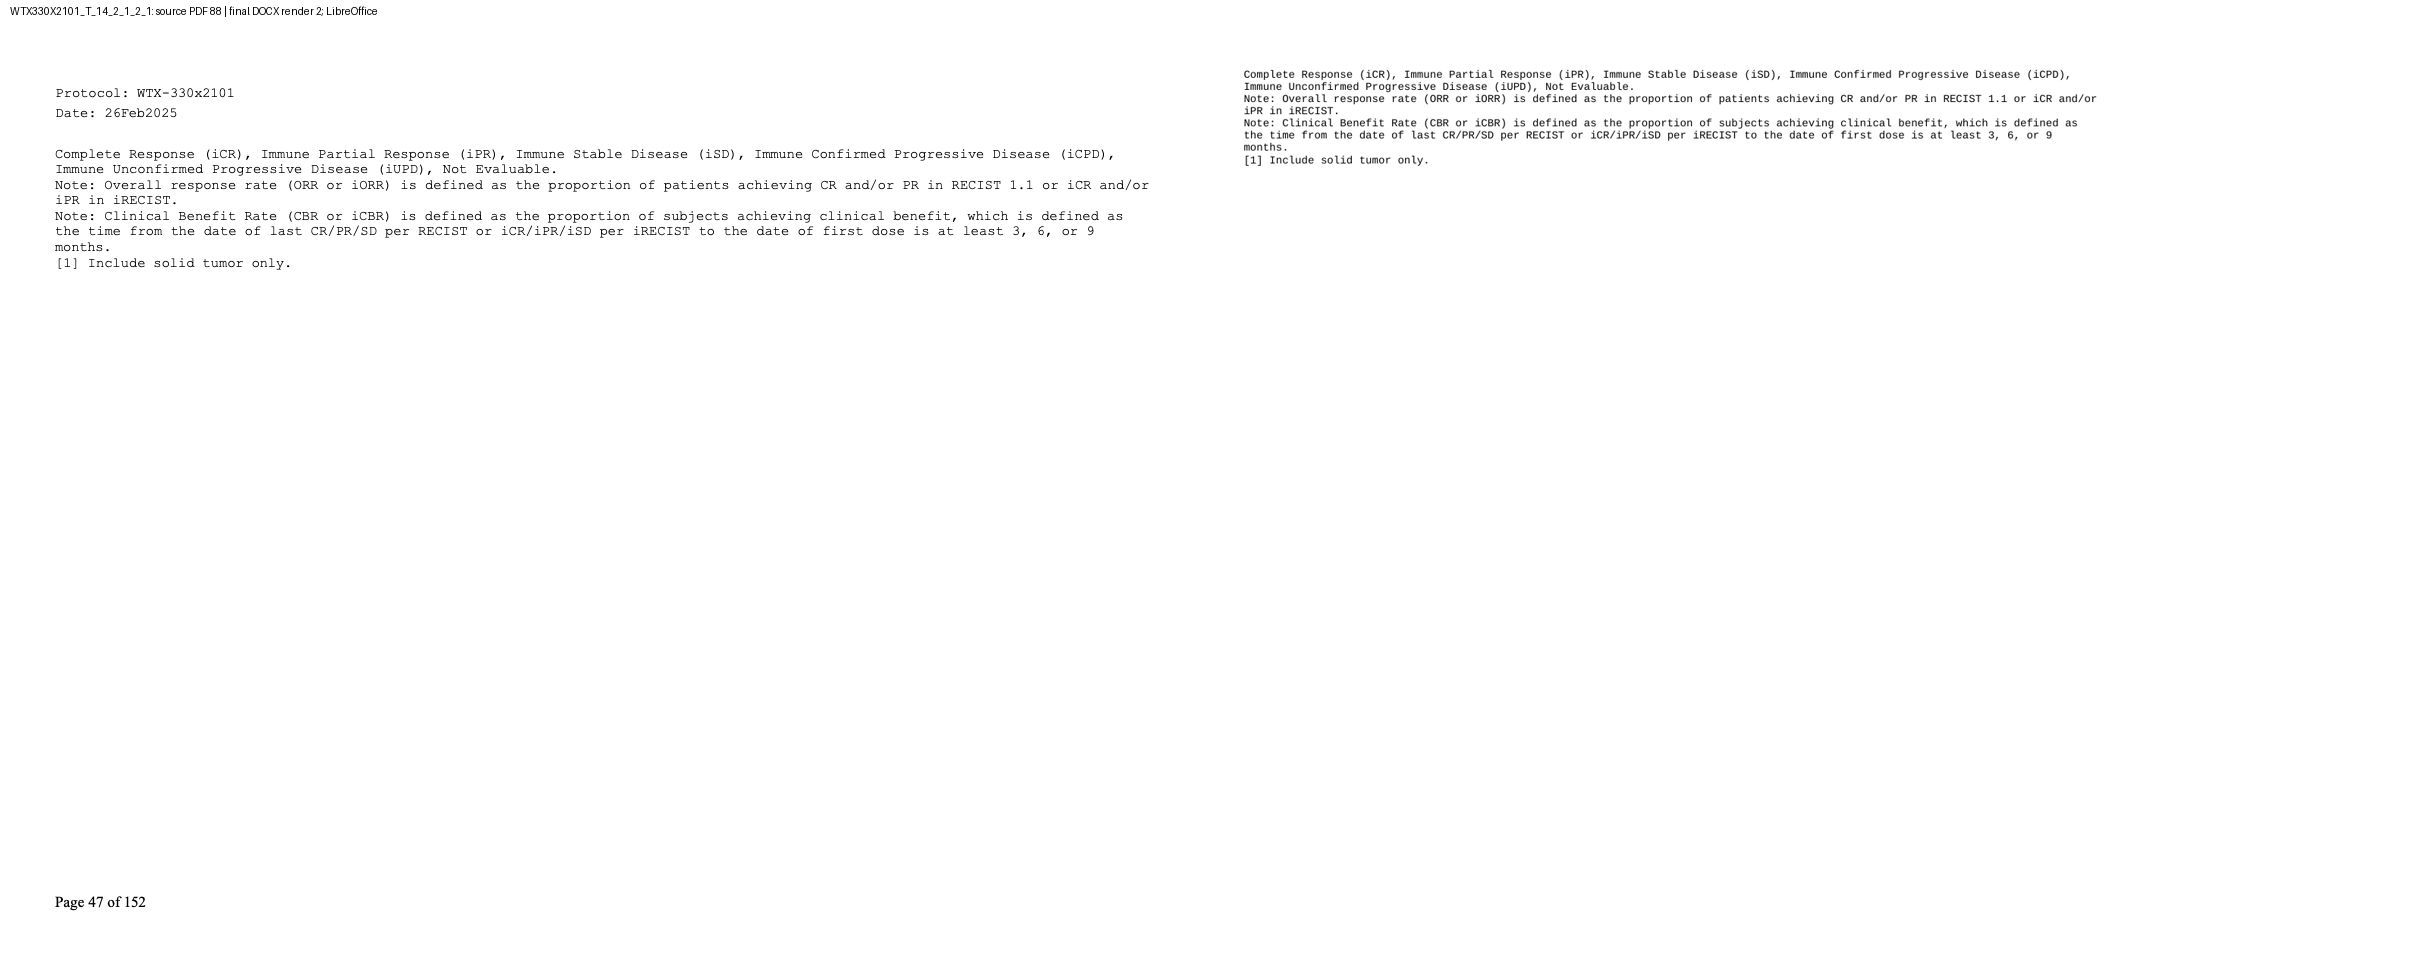 WTX330X2101_T_14_2_1_2_1: source PDF 88 | final DOCX render 2; LibreOffice
Protocol: WTX-330x2101
Date: 26Feb2025
Complete Response (iCR), Immune Partial Response (iPR), Immune Stable Disease (iSD), Immune Confirmed Progressive Disease (iCPD),
Immune Unconfirmed Progressive Disease (iUPD), Not Evaluable.
Note: Overall response rate (ORR or iORR) is defined as the proportion of patients achieving CR and/or PR in RECIST 1.1 or iCR and/or
iPR in iRECIST.
Note: Clinical Benefit Rate (CBR or iCBR) is defined as the proportion of subjects achieving clinical benefit, which is defined as
the time from the date of last CR/PR/SD per RECIST or iCR/iPR/iSD per iRECIST to the date of first dose is at least 3, 6, or 9
months.
[1] Include solid tumor only.
Page 47 of 152
Complete Response (iCR), Immune Partial Response (iPR), Immune Stable Disease (iSD), Immune Confirmed Progressive Disease (iCPD),
Immune Unconfirmed Progressive Disease (iUPD), Not Evaluable.
Note: Overall response rate (ORR or iORR) is defined as the proportion of patients achieving CR and/or PR in RECIST 1.1 or iCR and/or
iPR in iRECIST.
Note: Clinical Benefit Rate (CBR or iCBR) is defined as the proportion of subjects achieving clinical benefit, which is defined as
the time from the date of last CR/PR/SD per RECIST or iCR/iPR/iSD per iRECIST to the date of first dose is at least 3, 6, or 9
months.
[1] Include solid tumor only.